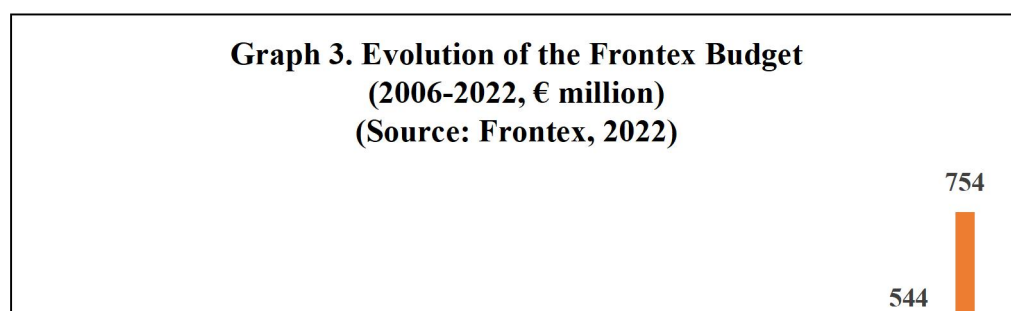 Graph 3. Evolution of the Frontex Budget
(2006-2022, € million)
(Source: Frontex, 2022)
754
544